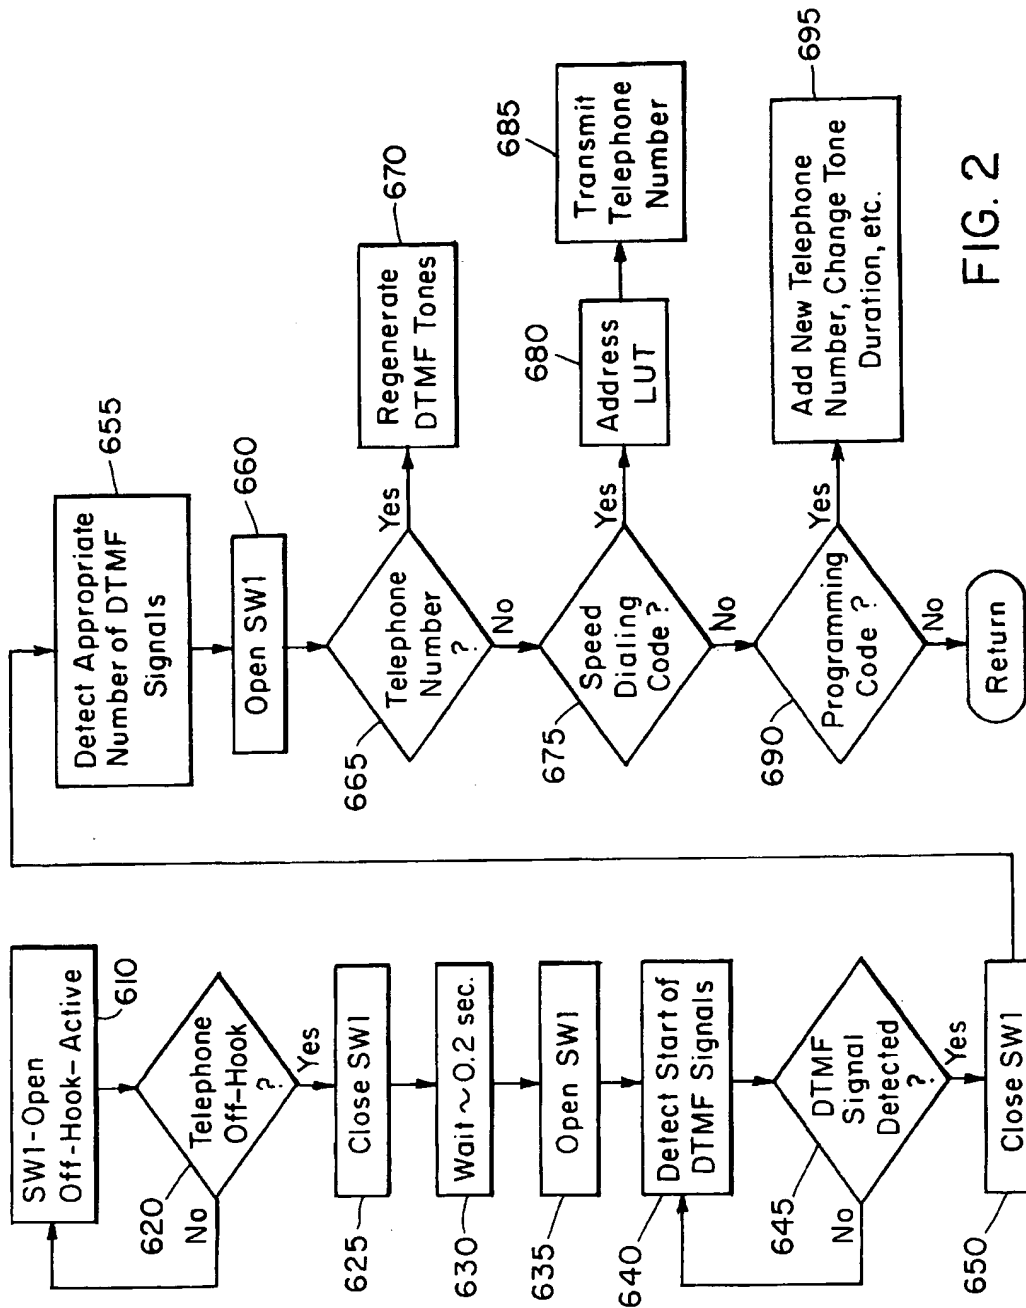 SW1-Open
Off-Hook-Active
610
Telephone
Off-Hook
?
620
No
Yes
Close SW1
625
Wait ~ 0.2 sec.
630
Open SW1
635
Detect Start of
DTMF Signals
640
DTMF
Signal
Detected
?
645
No
Yes
Close SW1
650
Detect Appropriate
Number of DTMF
Signals
655
Open SW1
660
Telephone
Number
?
665
Yes
No
Regenerate
DTMF Tones
670
Speed
Dialing
Code ?
675
Yes
No
Address
LUT
680
Transmit
Telephone
Number
685
Programming
Code ?
690
Yes
No
Add New Telephone
Number, Change Tone
Duration, etc.
695
Return
FIG. 2